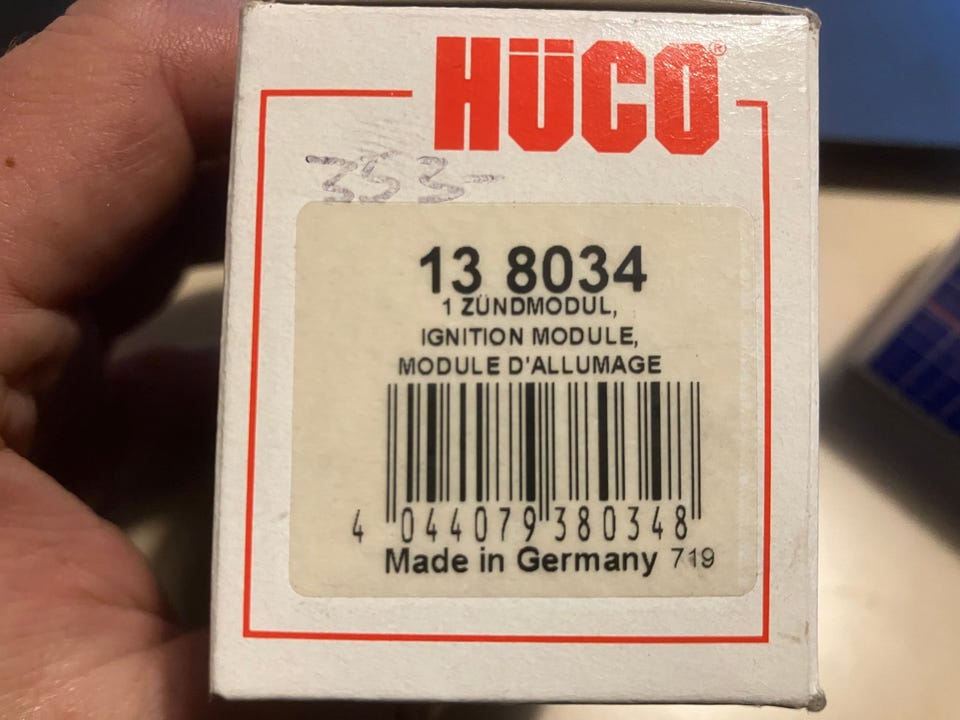 HÜCO®
353-
13 8034
1 ZÜNDMODUL,
IGNITION MODULE,
MODULE D'ALLUMAGE
4 044079 380348
Made in Germany 719